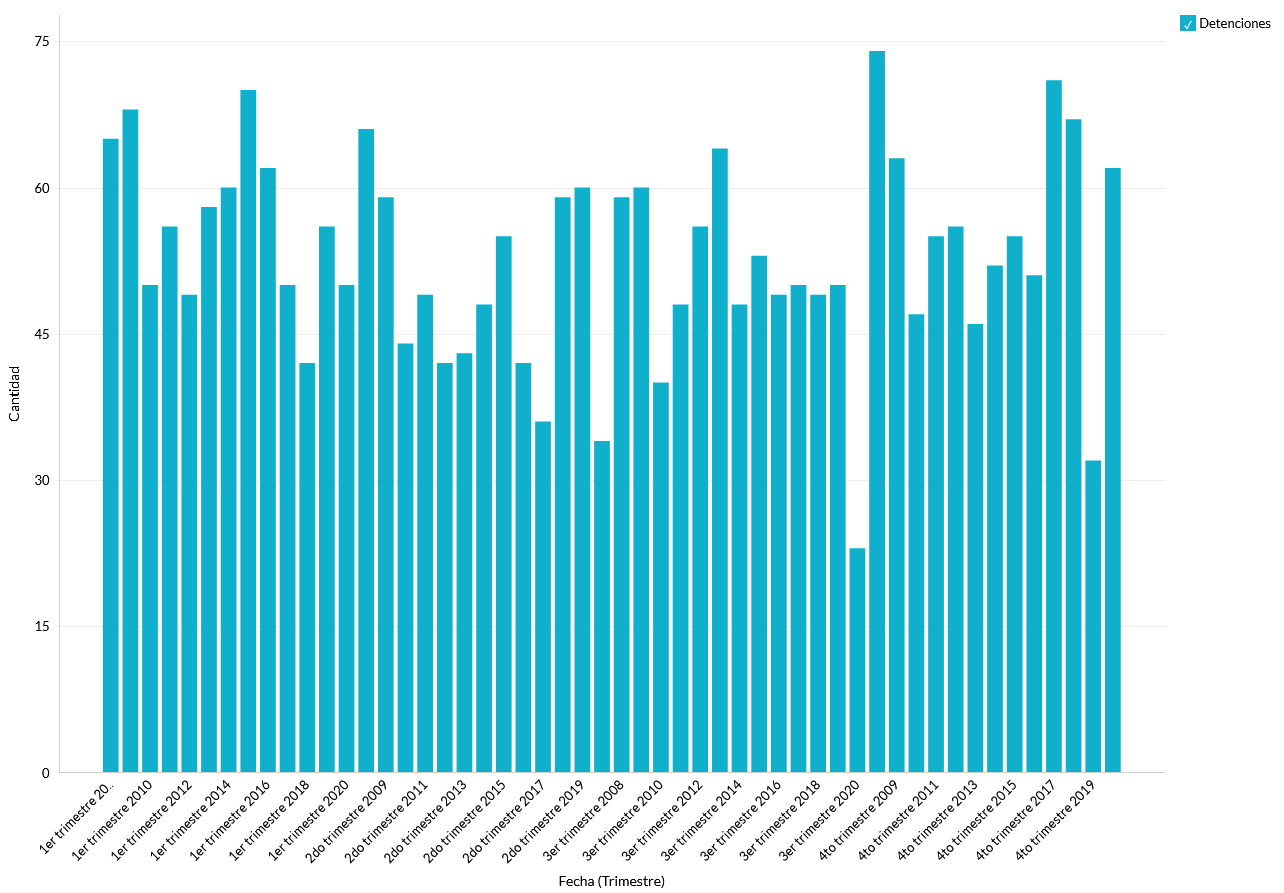 Detenciones
75
60
45
30
15
0
Cantidad
1er trimestre 20..
1er trimestre 2010
1er trimestre 2012
1er trimestre 2014
1er trimestre 2016
1er trimestre 2018
1er trimestre 2020
2do trimestre 2009
2do trimestre 2011
2do trimestre 2013
2do trimestre 2015
2do trimestre 2017
2do trimestre 2019
3er trimestre 2008
3er trimestre 2010
3er trimestre 2012
3er trimestre 2014
3er trimestre 2016
3er trimestre 2018
3er trimestre 2020
4to trimestre 2009
4to trimestre 2011
4to trimestre 2013
4to trimestre 2015
4to trimestre 2017
4to trimestre 2019
Fecha (Trimestre)